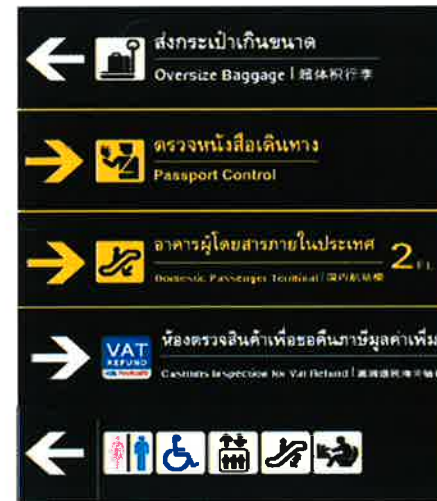 ส่งกระเป๋าเกินขนาด
Oversize Baggage | 超体积行李
ตรวจหนังสือเดินทาง
Passport Control
อาคารผู้โดยสารภายในประเทศ 2 FL.
Domestic Passenger Terminal | 国内航站楼
VAT
REFUND
ห้องตรวจสินค้าเพื่อขอคืนภาษีมูลค่าเพิ่ม
Customs Inspection for Vat Refund